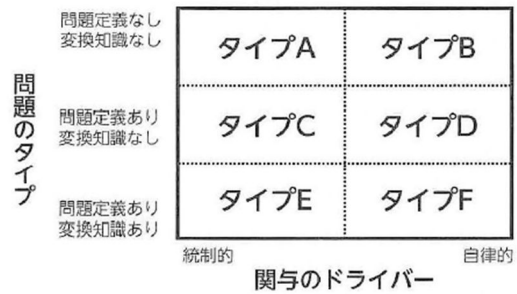 問題定義なし
変換知識なし
タイプA
タイプB
問題のタイプ
問題定義あり
変換知識なし
タイプC
タイプD
問題定義あり
変換知識あり
タイプE
タイプF
統制的
自律的
関与のドライバー